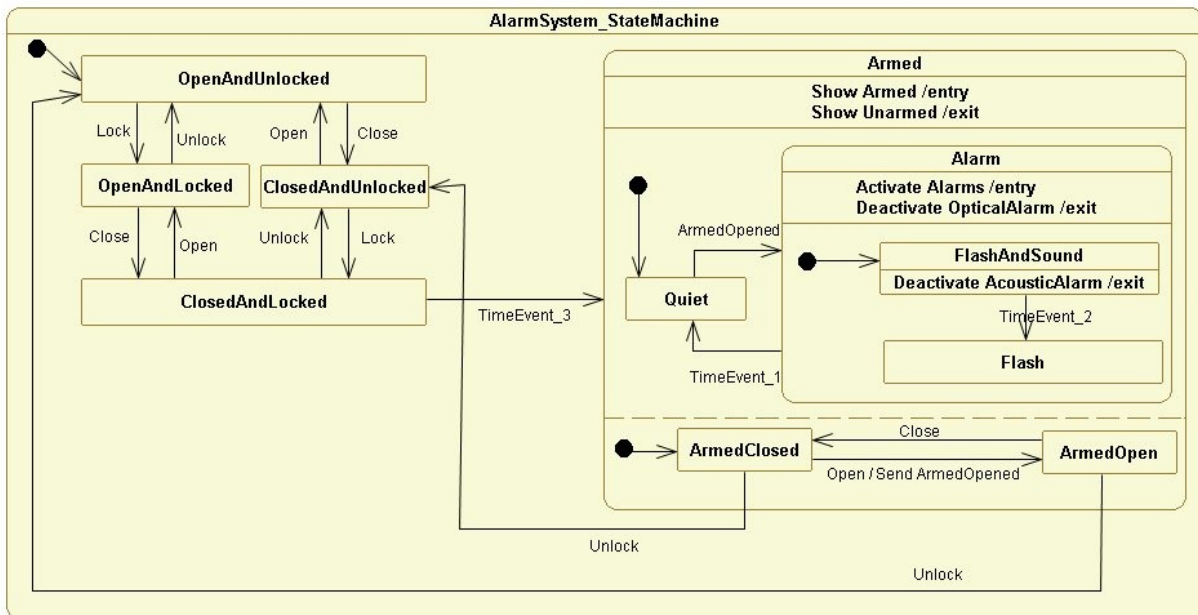 AlarmSystem_StateMachine
OpenAndUnlocked
Lock
Unlock
Open
Close
OpenAndLocked
ClosedAndUnlocked
Close
Open
Unlock
Lock
ClosedAndLocked
TimeEvent_3
Armed
Show Armed /entry
Show Unarmed /exit
Alarm
Activate Alarms /entry
Deactivate OpticalAlarm /exit
ArmedOpened
FlashAndSound
Deactivate AcousticAlarm /exit
Quiet
TimeEvent_2
Flash
TimeEvent_1
Close
ArmedClosed
ArmedOpen
Open / Send ArmedOpened
Unlock
Unlock